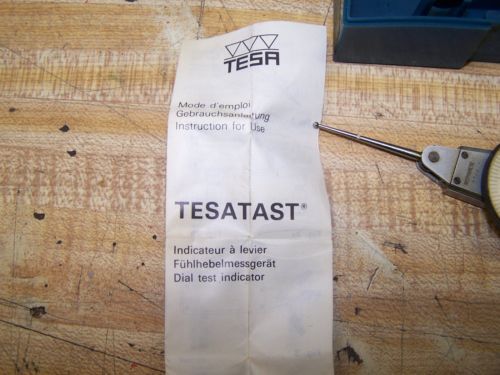 TESA
Mode d'emploi
Gebrauchsanleitung
Instruction for Use
TESATAST®
Indicateur à levier
Fühlhebelmessgerät
Dial test indicator